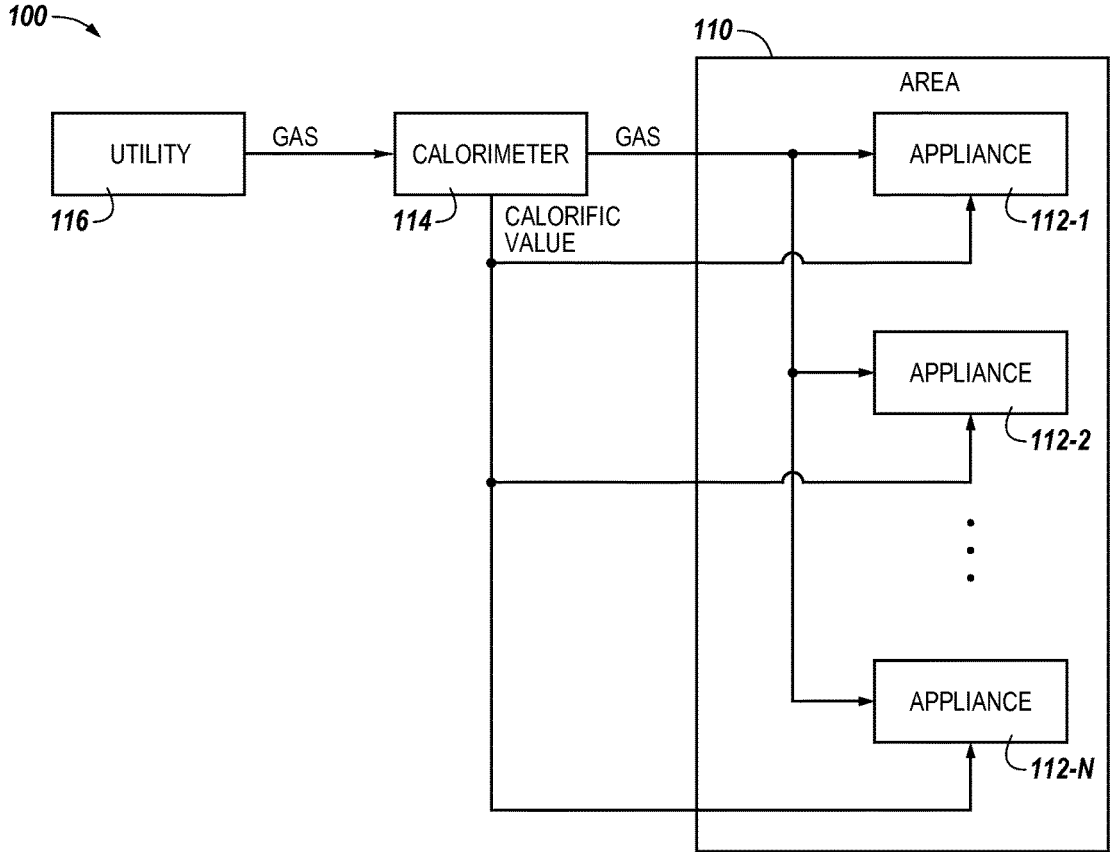 100
110
AREA
UTILITY
GAS
CALORIMETER
GAS
APPLIANCE
116
114
CALORIFIC
VALUE
112-1
APPLIANCE
112-2
APPLIANCE
112-N